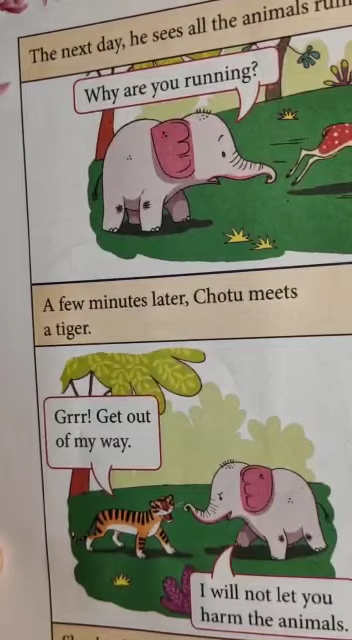 The next day, he sees all the animals
Why are you running?
A few minutes later, Chotu meets
a tiger.
Grrr! Get out
of my way.
I will not let you
harm the animals.